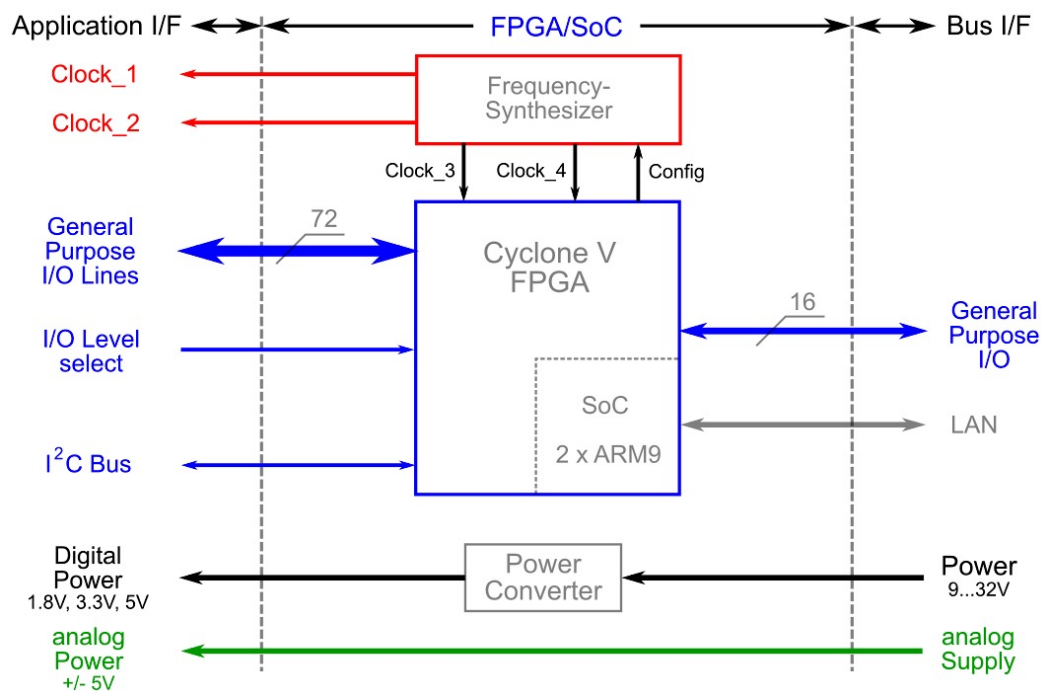 Application I/F
FPGA/SoC
Bus I/F
Clock_1
Clock_2
Frequency-
Synthesizer
Clock_3
Clock_4
Config
General
Purpose
I/O Lines
72
Cyclone V
FPGA
16
General
Purpose
I/O
I/O Level
select
SoC
2 x ARM9
LAN
I²C Bus
Digital
Power
1.8V, 3.3V, 5V
Power
Converter
Power
9...32V
analog
Power
+/- 5V
analog
Supply